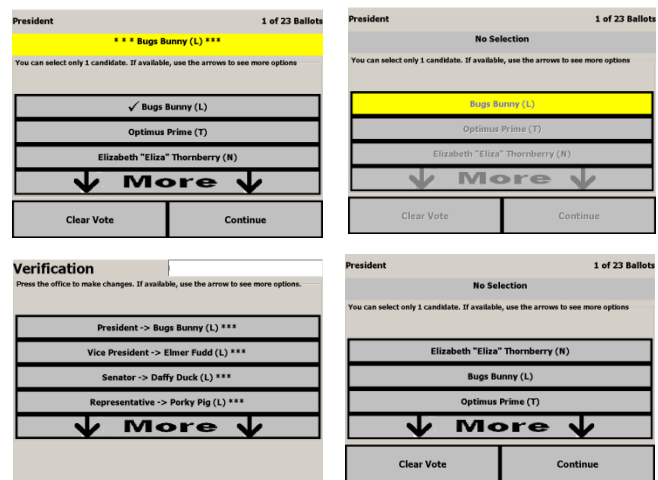 President 1 of 23 Ballots
* * * Bugs Bunny (L) ***
You can select only 1 candidate. If available, use the arrows to see more options
✓ Bugs Bunny (L)
Optimus Prime (T)
Elizabeth "Eliza" Thornberry (N)
More
Clear Vote Continue
President 1 of 23 Ballots
No Selection
You can select only 1 candidate. If available, use the arrows to see more options
Bugs Bunny (L)
Optimus Prime (T)
Elizabeth "Eliza" Thornberry (N)
More
Clear Vote Continue
Verification
Press the office to make changes. If available, use the arrow to see more options.
President -> Bugs Bunny (L) ***
Vice President -> Elmer Fudd (L) ***
Senator -> Daffy Duck (L) ***
Representative -> Porky Pig (L) ***
More
President 1 of 23 Ballots
No Selection
You can select only 1 candidate. If available, use the arrows to see more options
Elizabeth "Eliza" Thornberry (N)
Bugs Bunny (L)
Optimus Prime (T)
More
Clear Vote Continue